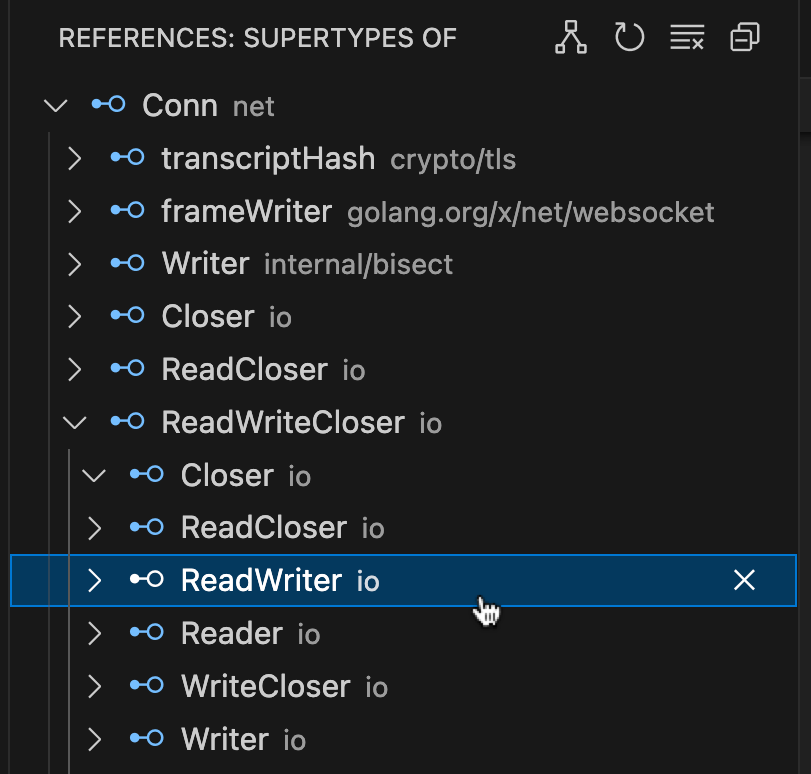 REFERENCES: SUPERTYPES OF
Conn net
transcriptHash crypto/tls
frameWriter golang.org/x/net/websocket
Writer internal/bisect
Closer io
ReadCloser io
ReadWriteCloser io
Closer io
ReadCloser io
ReadWriter io
Reader io
WriteCloser io
Writer io